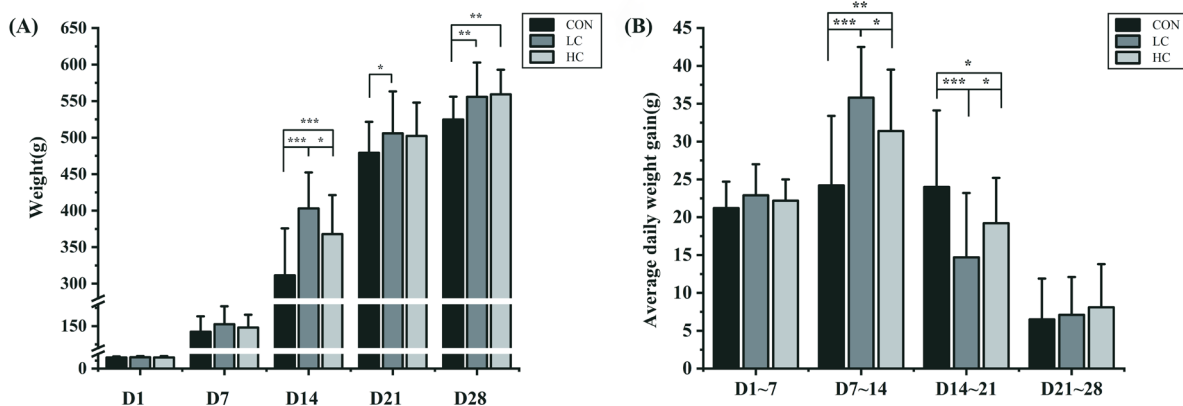 (A)
Weight(g)
650
600
550
500
450
400
350
300
150
0
CON
LC
HC
***
*** *
*
**
**
D1 D7 D14 D21 D28
(B)
Average daily weight gain(g)
45
40
35
30
25
20
15
10
5
0
CON
LC
HC
**
*** *
*
*** *
D1~7 D7~14 D14~21 D21~28